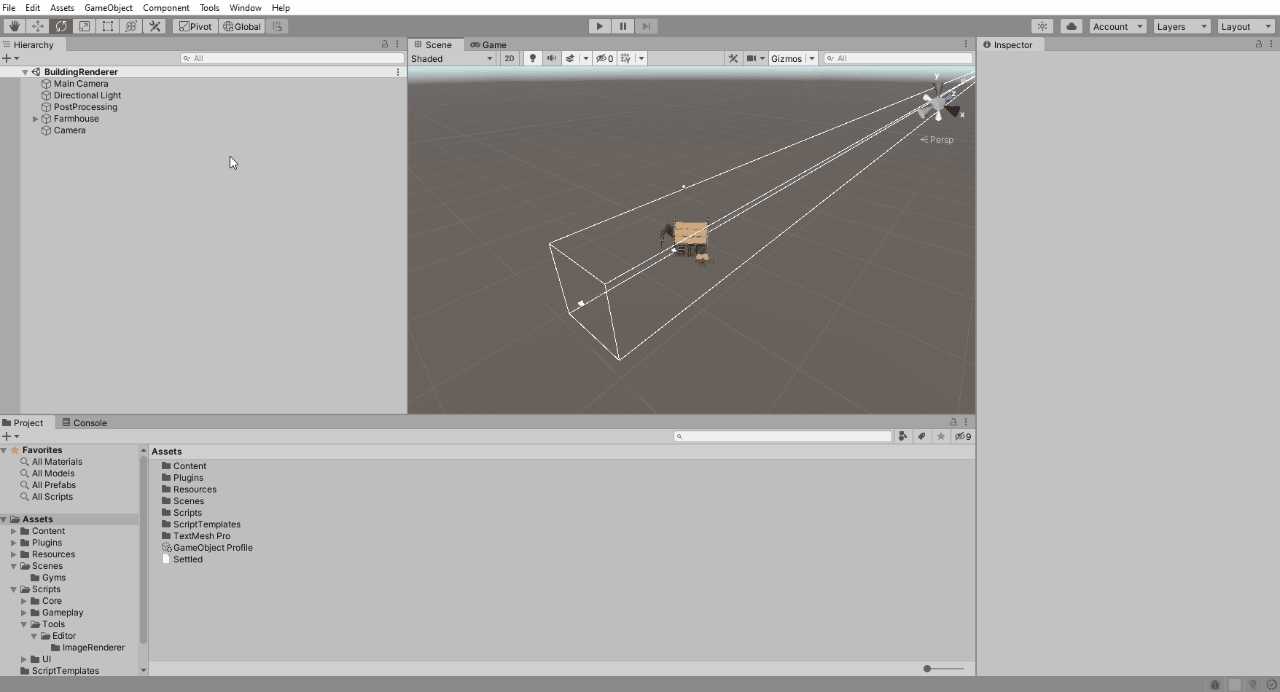 File Edit Assets GameObject Component Tools Window Help
Pivot Global Account Layers Layout
Hierarchy
All
BuildingRenderer
Main Camera
Directional Light
PostProcessing
Farmhouse
Camera
Scene Game
Shaded 2D 0 Gizmos All
y
z
x
Persp
Inspector
Project Console
9
Favorites
All Materials
All Models
All Prefabs
All Scripts
Assets
Content
Plugins
Resources
Scenes
Gyms
Scripts
Core
Gameplay
Tools
Editor
ImageRenderer
UI
ScriptTemplates
Assets
Content
Plugins
Resources
Scenes
Scripts
ScriptTemplates
TextMesh Pro
GameObject Profile
Settled